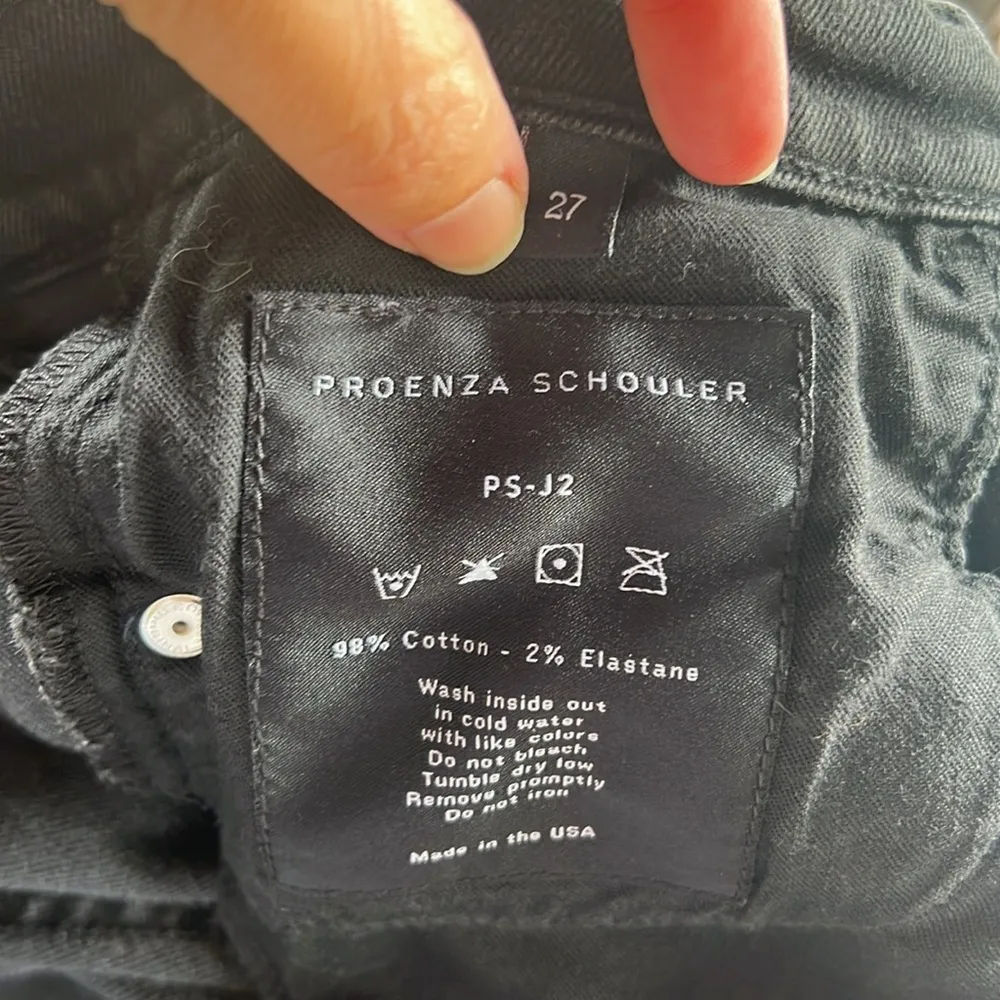 27
PROENZA SCHOULER
PS-J2
98% Cotton - 2% Elastane
Wash inside out
in cold water
with like colors
Do not bleach
Tumble dry low
Remove promptly
Do not iron
Made in the USA